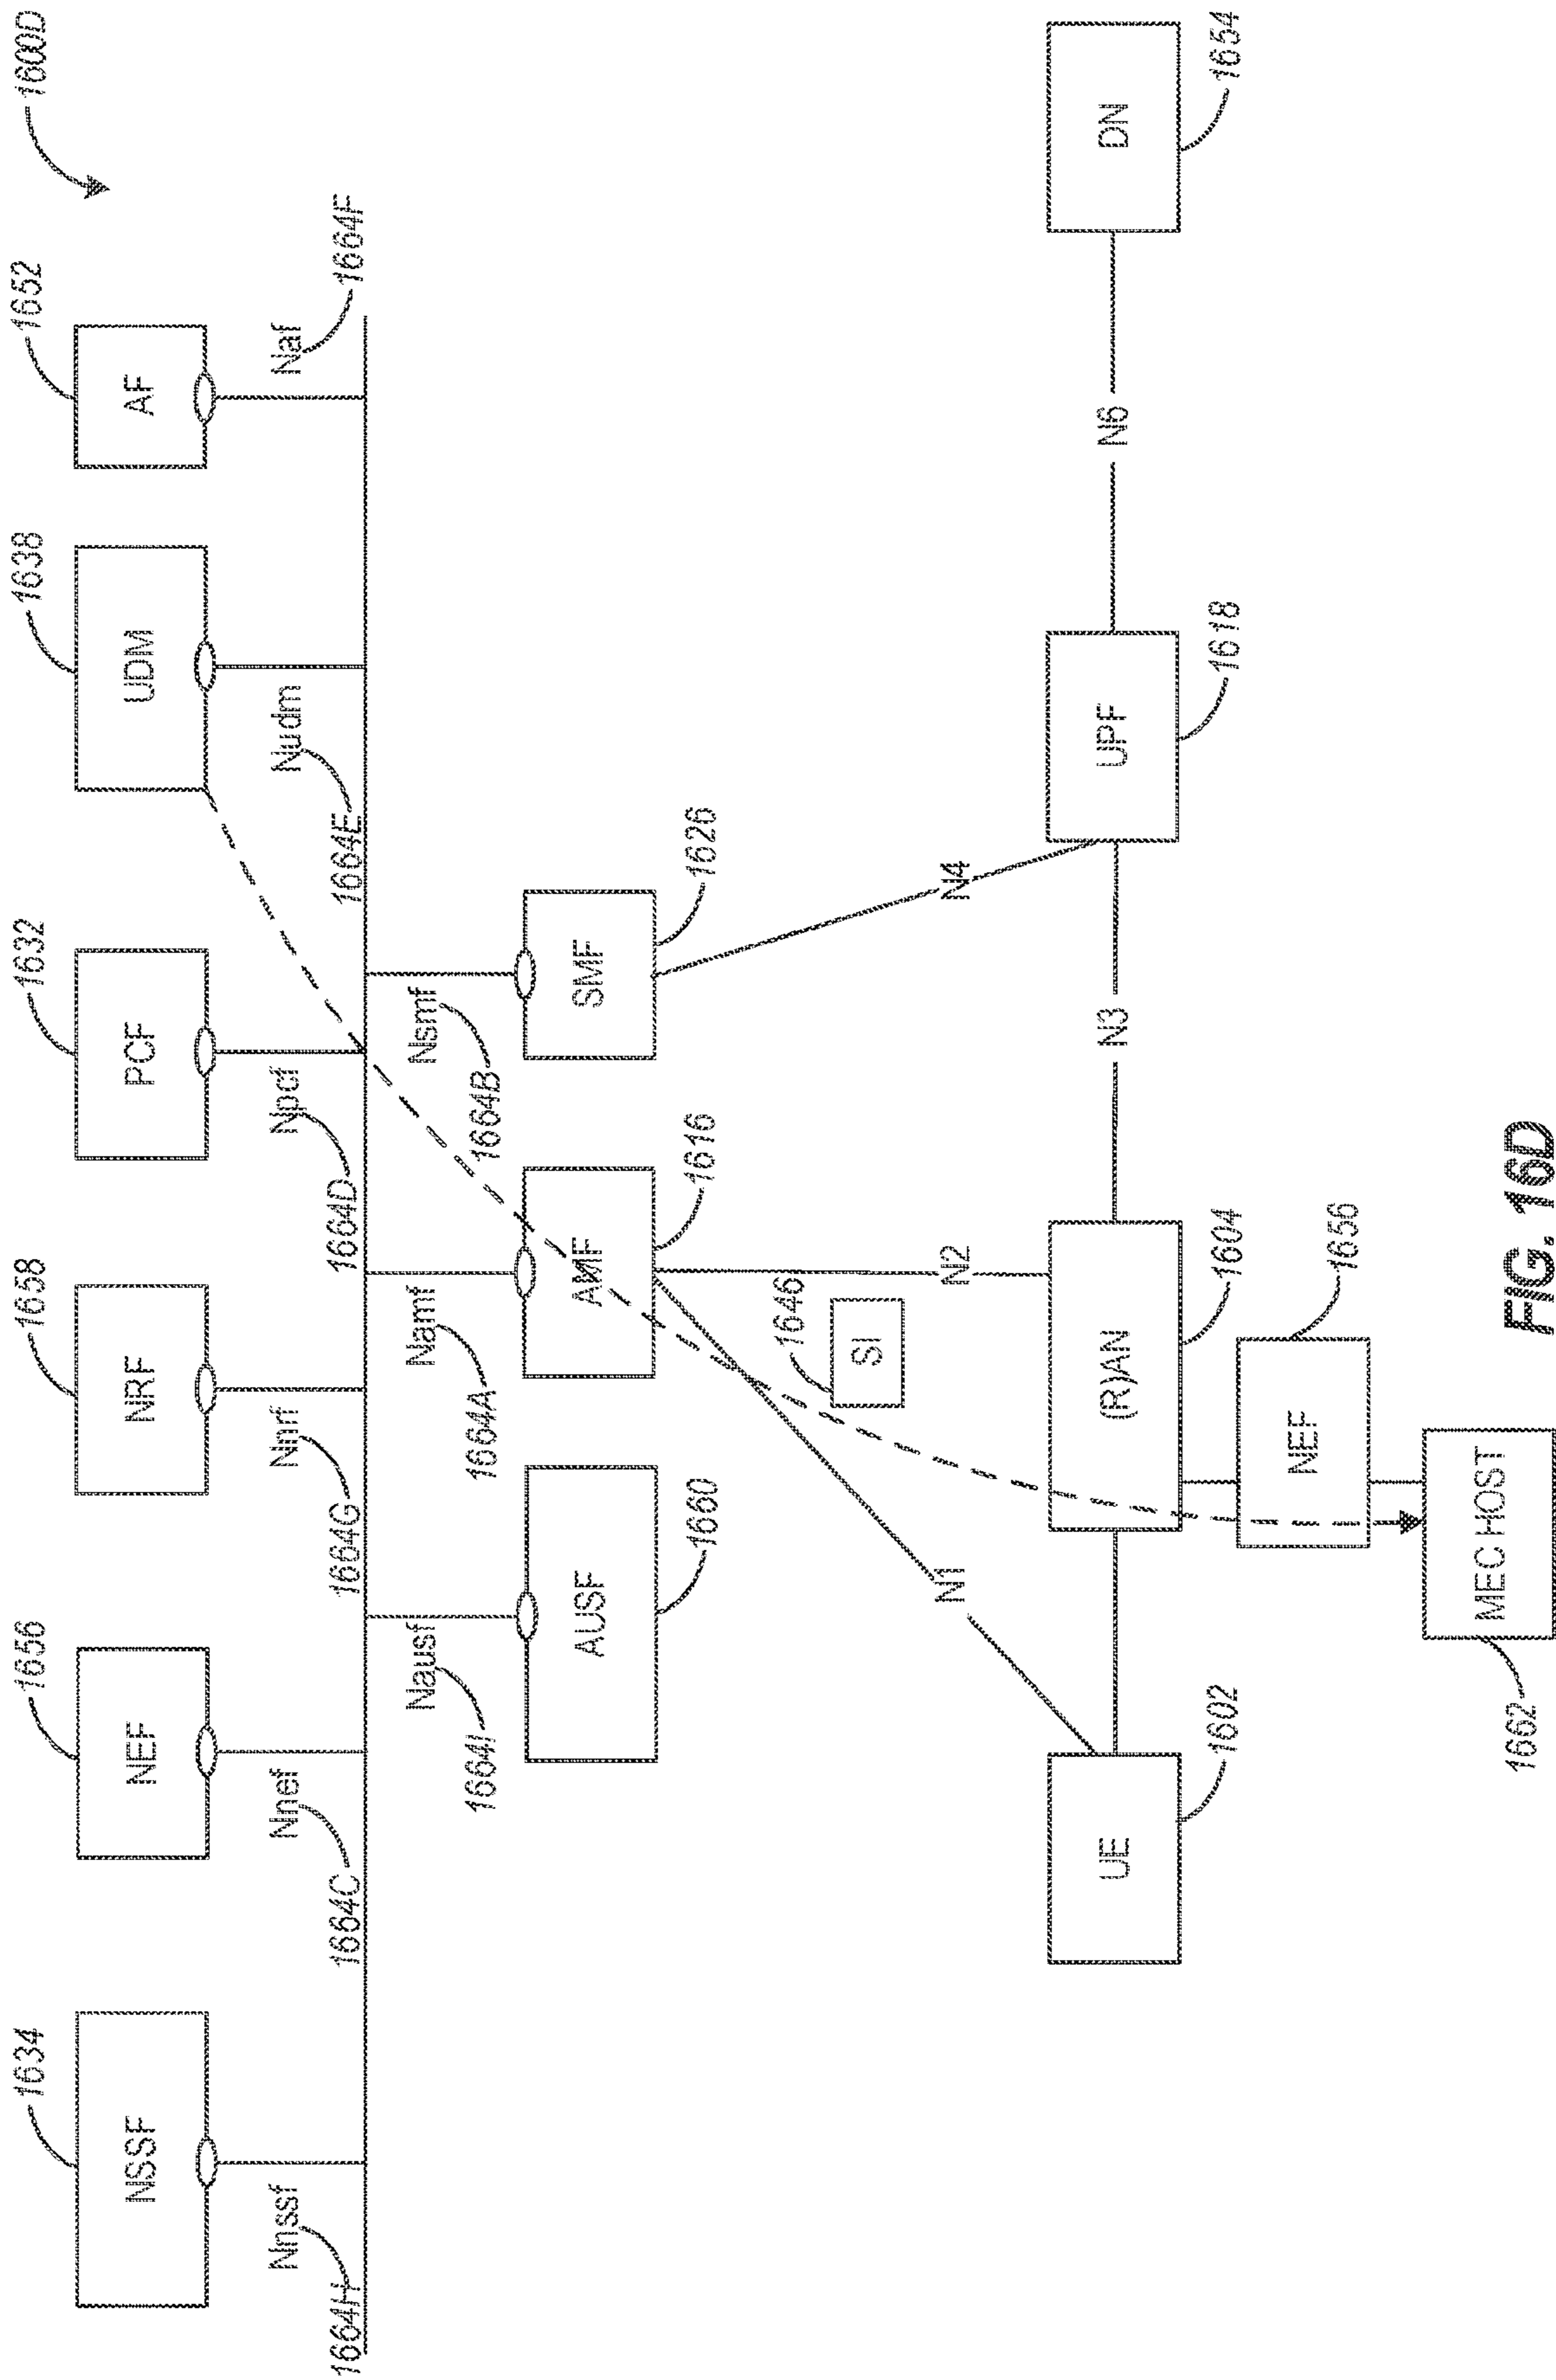 1600D
1634
1656
1658
1632
1638
1652
NSSF
NEF
NRF
PCF
UDM
AF
Nnssf
Nnef
Nnrf
Npcf
Nudm
Naf
1664H
1664C
1664G
1664D
1664E
1664F
Nausf
Namf
Nsmf
1664I
1664A
1664B
AUSF
AMF
SMF
1660
1616
1626
1646
SI
N1
N2
N4
UE
(R)AN
N3
UPF
N6
DN
1602
1604
1618
1654
NEF
1656
MEC HOST
1662
FIG. 16D